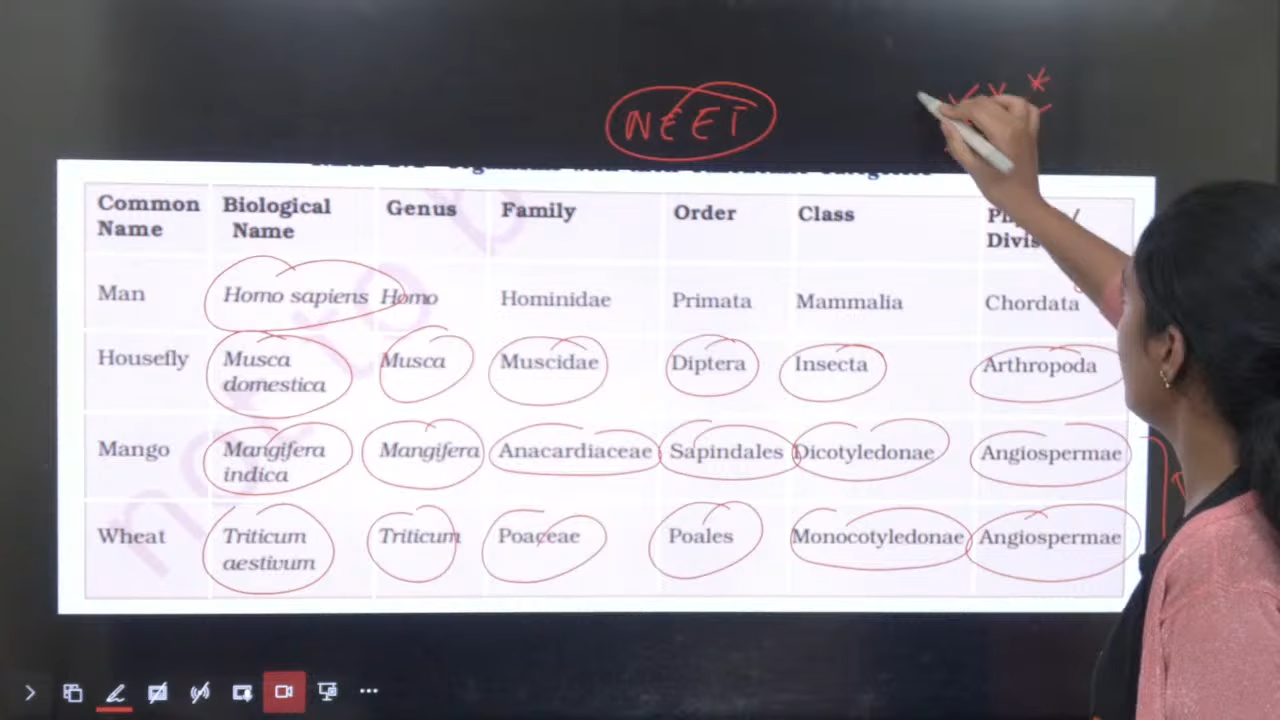 NEET
Common Name Biological Name Genus Family Order Class
Man Homo sapiens Homo Hominidae Primata Mammalia Chordata
Housefly Musca domestica Musca Muscidae Diptera Insecta Arthropoda
Mango Mangifera indica Mangifera Anacardiaceae Sapindales Dicotyledonae Angiospermae
Wheat Triticum aestivum Triticum Poaceae Poales Monocotyledonae Angiospermae